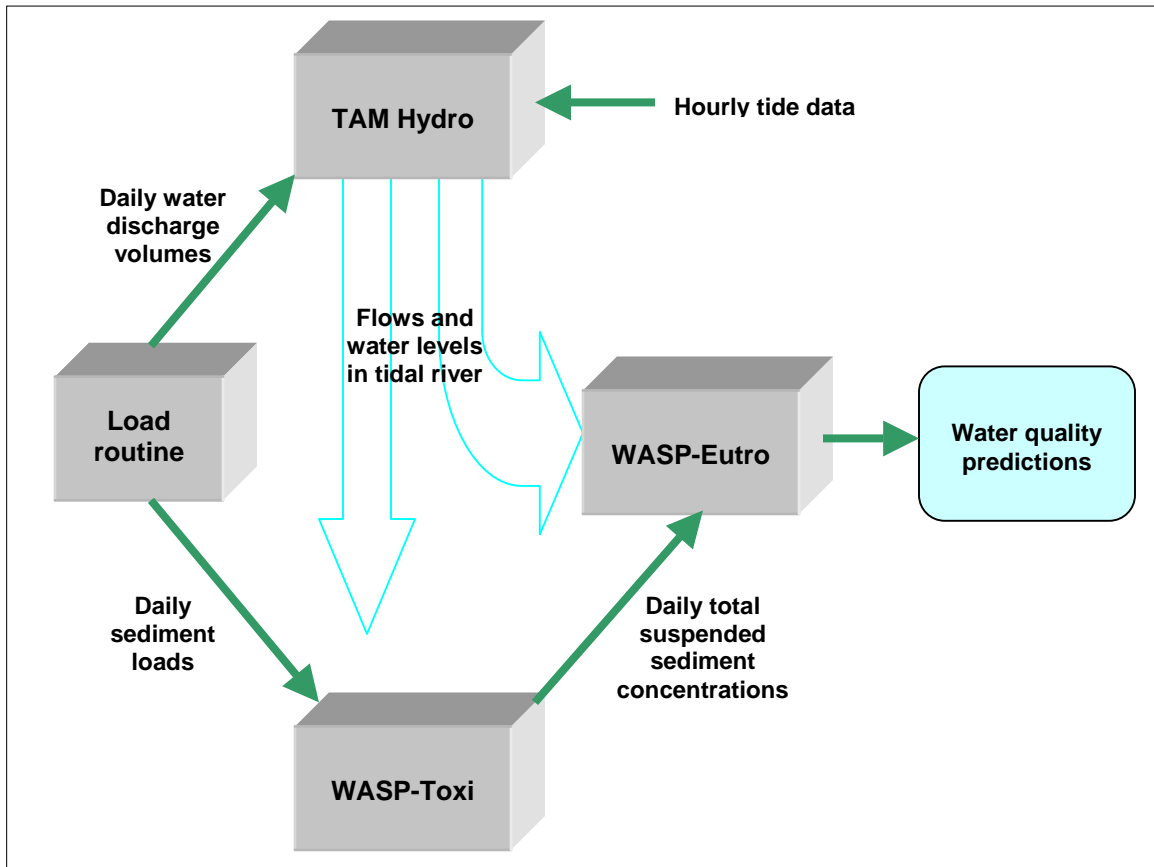 TAM Hydro
Hourly tide data
Daily water
discharge
volumes
Flows and
water levels
in tidal river
Load
routine
WASP-Eutro
Water quality
predictions
Daily
sediment
loads
Daily total
suspended
sediment
concentrations
WASP-Toxi